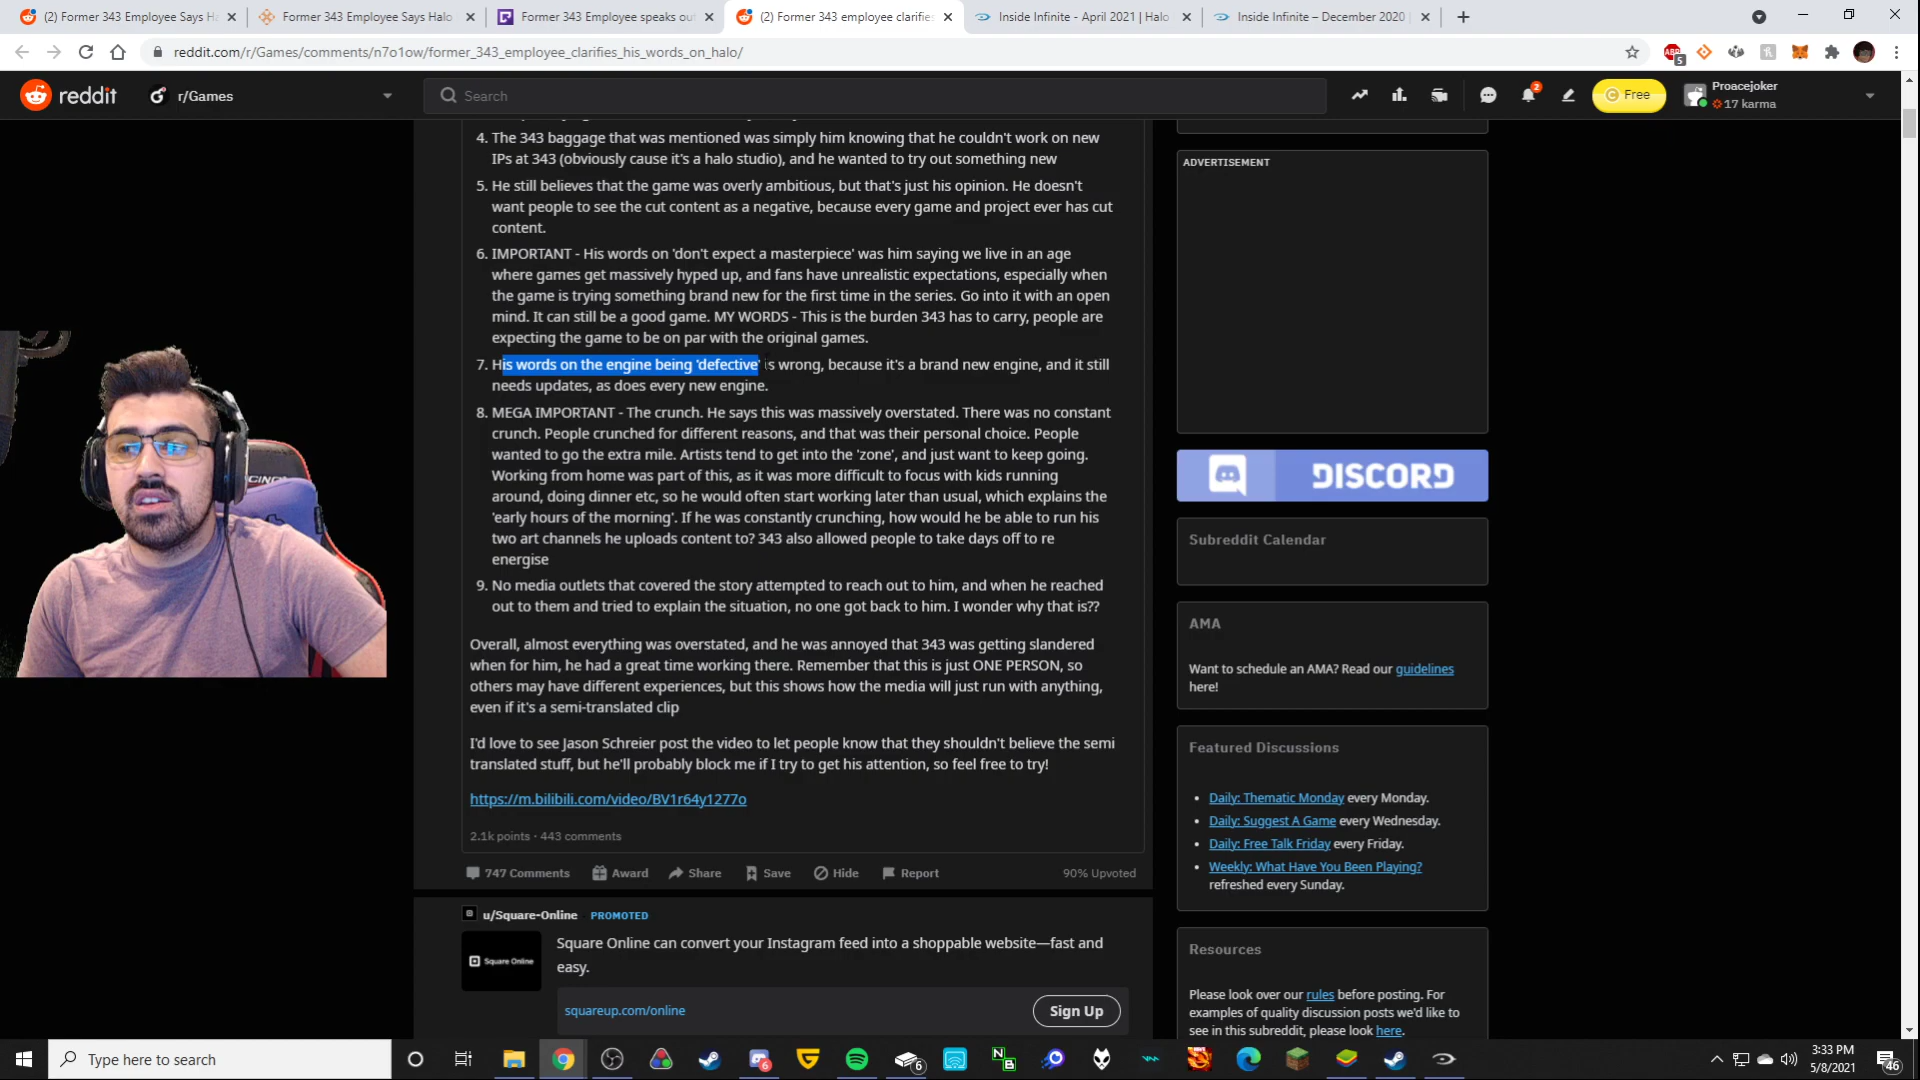 (2) Former 343 Employee Says Ha
Former 343 Employee Says Halo
Former 343 Employee speaks ou
(2) Former 343 employee clarifies
Inside Infinite - April 2021 | Halo
Inside Infinite – December 2020 |
reddit.com/r/Games/comments/n7o1ow/former_343_employee_clarifies_his_words_on_halo/
ABP
5
reddit
r/Games
Search
2
Free
Proacejoker
17 karma
4. The 343 baggage that was mentioned was simply him knowing that he couldn't work on new
IPs at 343 (obviously cause it's a halo studio), and he wanted to try out something new
5. He still believes that the game was overly ambitious, but that's just his opinion. He doesn't
want people to see the cut content as a negative, because every game and project ever has cut
content.
6. IMPORTANT - His words on 'don't expect a masterpiece' was him saying we live in an age
where games get massively hyped up, and fans have unrealistic expectations, especially when
the game is trying something brand new for the first time in the series. Go into it with an open
mind. It can still be a good game. MY WORDS - This is the burden 343 has to carry, people are
expecting the game to be on par with the original games.
7. His words on the engine being 'defective' is wrong, because it's a brand new engine, and it still
needs updates, as does every new engine.
8. MEGA IMPORTANT - The crunch. He says this was massively overstated. There was no constant
crunch. People crunched for different reasons, and that was their personal choice. People
wanted to go the extra mile. Artists tend to get into the 'zone', and just want to keep going.
Working from home was part of this, as it was more difficult to focus with kids running
around, doing dinner etc, so he would often start working later than usual, which explains the
'early hours of the morning'. If he was constantly crunching, how would he be able to run his
two art channels he uploads content to? 343 also allowed people to take days off to re
energise
9. No media outlets that covered the story attempted to reach out to him, and when he reached
out to them and tried to explain the situation, no one got back to him. I wonder why that is??
Overall, almost everything was overstated, and he was annoyed that 343 was getting slandered
when for him, he had a great time working there. Remember that this is just ONE PERSON, so
others may have different experiences, but this shows how the media will just run with anything,
even if it's a semi-translated clip
I'd love to see Jason Schreier post the video to let people know that they shouldn't believe the semi
translated stuff, but he'll probably block me if I try to get his attention, so feel free to try!
https://m.bilibili.com/video/BV1r64y1277o
2.1k points · 443 comments
747 Comments
Award
Share
Save
Hide
Report
90% Upvoted
u/Square-Online PROMOTED
Square Online
Square Online can convert your Instagram feed into a shoppable website—fast and
easy.
squareup.com/online
Sign Up
ADVERTISEMENT
DISCORD
Subreddit Calendar
AMA
Want to schedule an AMA? Read our guidelines
here!
Featured Discussions
Daily: Thematic Monday every Monday.
Daily: Suggest A Game every Wednesday.
Daily: Free Talk Friday every Friday.
Weekly: What Have You Been Playing?
refreshed every Sunday.
Resources
Please look over our rules before posting. For
examples of quality discussion posts we'd like to
see in this subreddit, please look here.
Type here to search
6
6
N
B
3:33 PM
5/8/2021
46